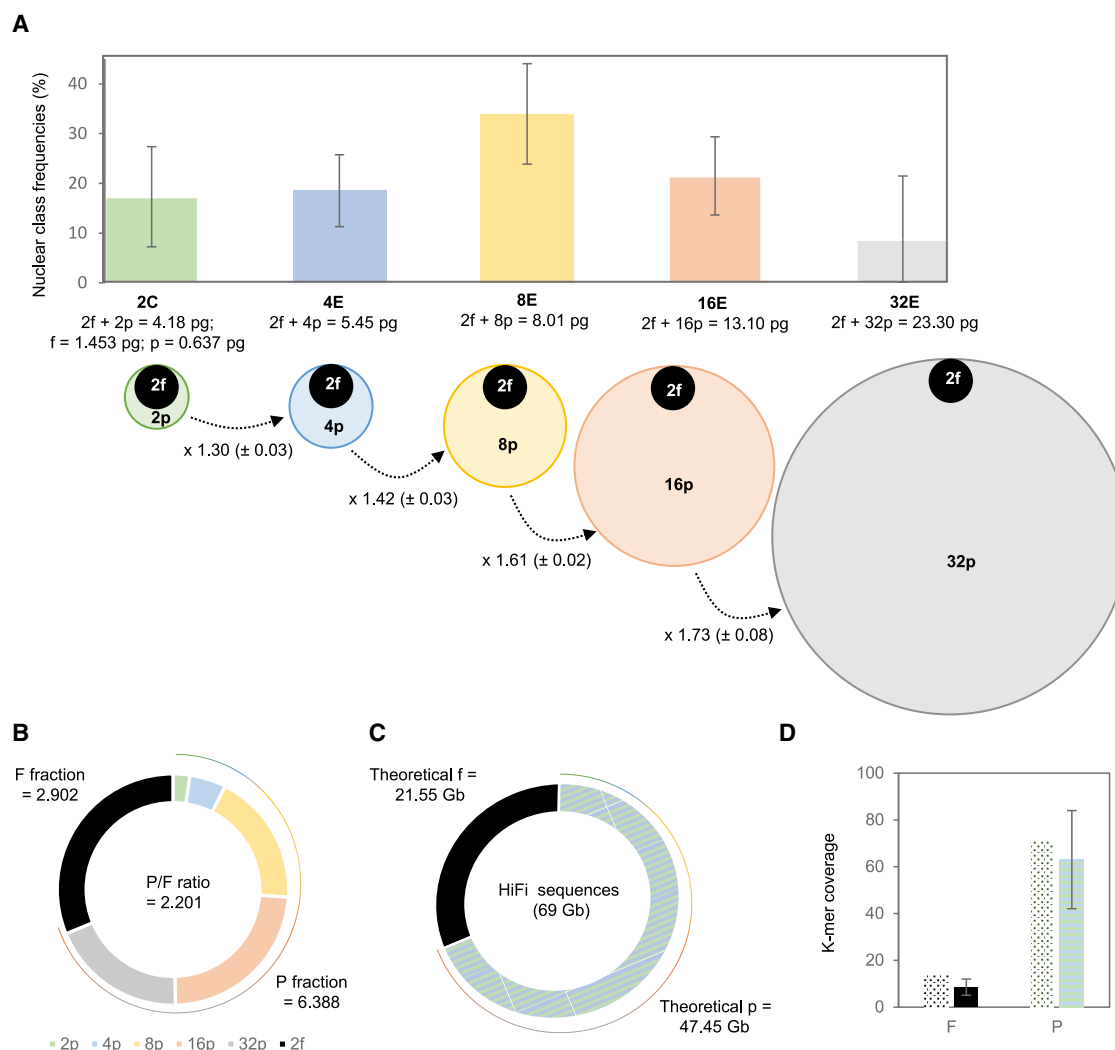 A
Nuclear class frequencies (%)
40
30
20
10
0
2C
2f + 2p = 4.18 pg;
f = 1.453 pg; p = 0.637 pg
4E
2f + 4p = 5.45 pg
8E
2f + 8p = 8.01 pg
16E
2f + 16p = 13.10 pg
32E
2f + 32p = 23.30 pg
2f
2p
2f
4p
2f
8p
2f
16p
2f
32p
x 1.30 (± 0.03)
x 1.42 (± 0.03)
x 1.61 (± 0.02)
x 1.73 (± 0.08)
B
F fraction
= 2.902
P/F ratio
= 2.201
P fraction
= 6.388
2p 4p 8p 16p 32p 2f
C
Theoretical f =
21.55 Gb
HiFi sequences
(69 Gb)
Theoretical p =
47.45 Gb
D
K-mer coverage
100
80
60
40
20
0
F P